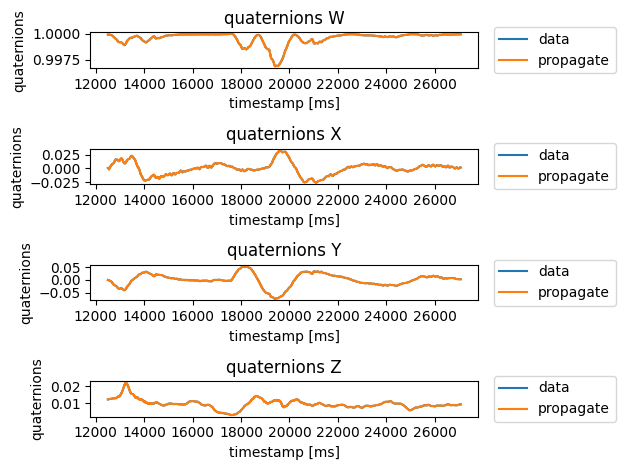 quaternions W
quaternions
1.0000
0.9975
12000 14000 16000 18000 20000 22000 24000 26000
timestamp [ms]
data
propagate
quaternions X
quaternions
0.025
0.000
−0.025
12000 14000 16000 18000 20000 22000 24000 26000
timestamp [ms]
data
propagate
quaternions Y
quaternions
0.05
0.00
−0.05
12000 14000 16000 18000 20000 22000 24000 26000
timestamp [ms]
data
propagate
quaternions Z
quaternions
0.02
0.01
12000 14000 16000 18000 20000 22000 24000 26000
timestamp [ms]
data
propagate